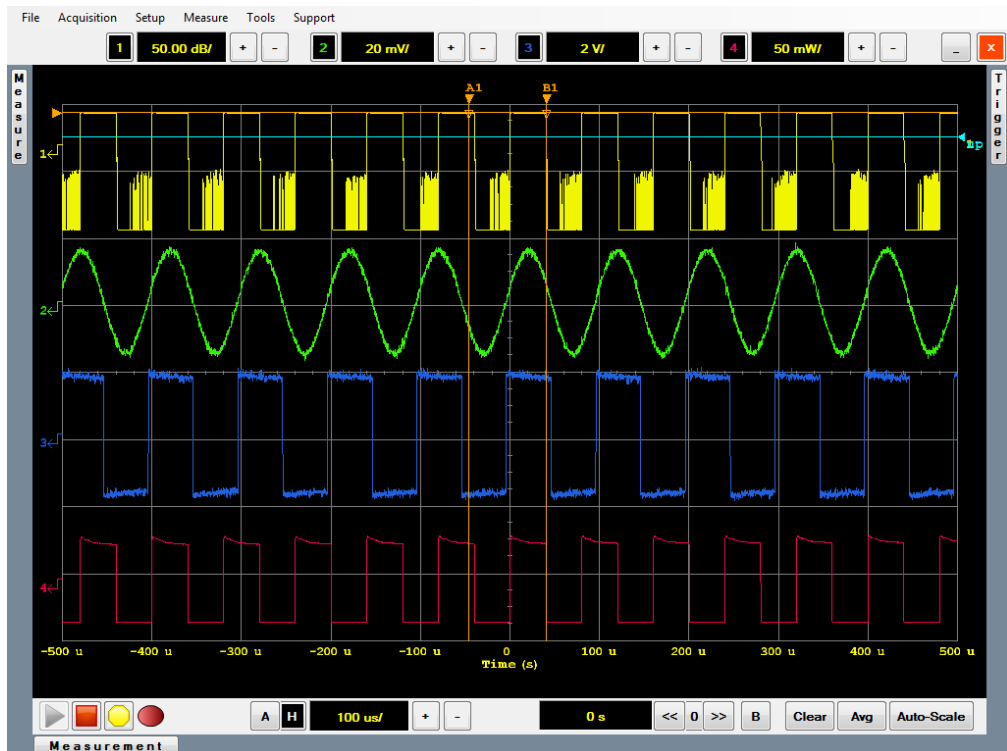 File Acquisition Setup Measure Tools Support
1 50.00 dB/ + - 2 20 mV/ + - 3 2 V/ + - 4 50 mW/ + - _ X
Measure
Trigger
A1 B1
1
2
3
4
-500 u -400 u -300 u -200 u -100 u 0 100 u 200 u 300 u 400 u 500 u
Time (s)
A H 100 us/ + - 0 s << 0 >> B Clear Avg Auto-Scale
Measurement